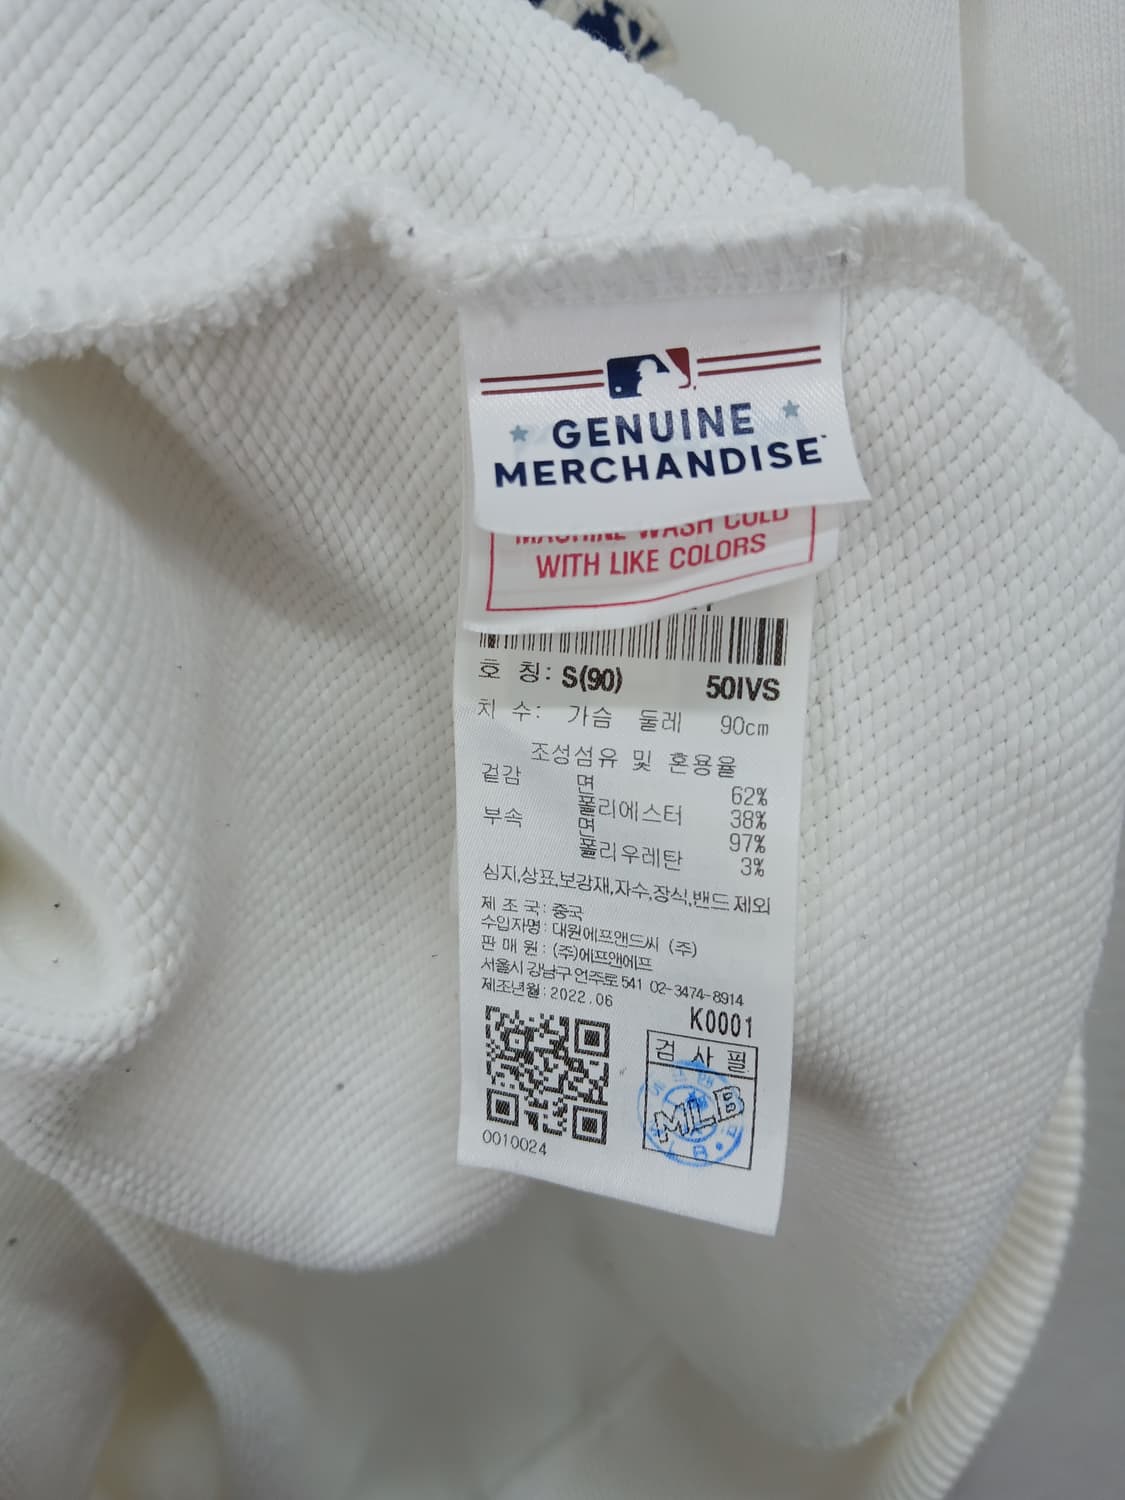 GENUINE
MERCHANDISE
MACHINE WASH COLD
WITH LIKE COLORS
호 칭: S(90) 50IVS
치 수: 가슴 둘레 90cm
조성섬유 및 혼용율
겉감 면 62%
폴리에스터 38%
부속 면 97%
폴리우레탄 3%
심지,상표,보강재,자수,장식,밴드 제외
제 조 국: 중국
수입자명: 대원에프앤드씨 (주)
판 매 원: (주)에프앤에프
서울시 강남구 언주로 541 02-3474-8914
제조년월: 2022.06
K0001
검 사 필
MLB
0010024